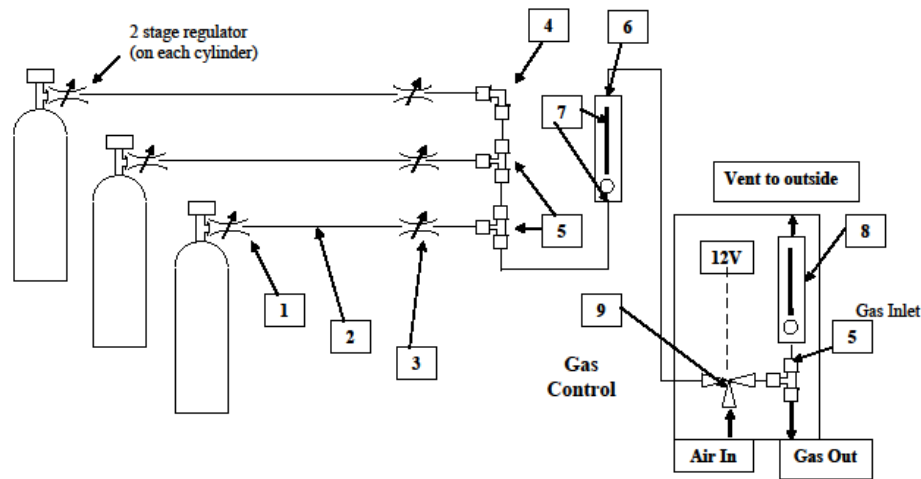 2 stage regulator
(on each cylinder)
4
6
7
5
Vent to outside
8
12V
1
2
3
9
Gas Inlet
5
Gas
Control
Air In
Gas Out